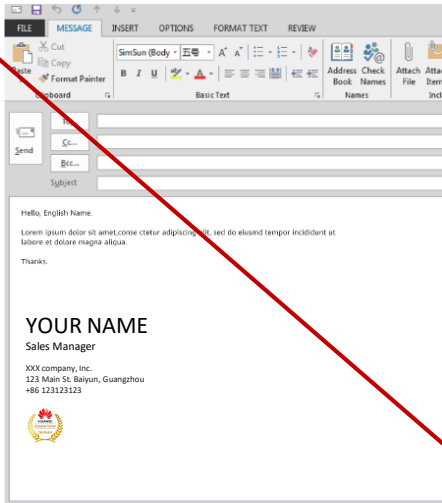 FILE MESSAGE INSERT OPTIONS FORMAT TEXT REVIEW
Cut
SimSun (Body 五号 A A
Copy
Paste Format Painter B I U A Address Book Check Names Attach File
Clipboard Basic Text Names
To...
Send Cc...
Bcc...
Subject
Hello, English Name.
Lorem ipsum dolor sit amet,conse ctetur adipiscing elit, sed do eiusmd tempor incididunt ut
labore et dolore magna aliqua.
Thanks.
YOUR NAME
Sales Manager
XXX company, Inc.
123 Main St. Baiyun, Guangzhou
+86 123123123
HUAWEI